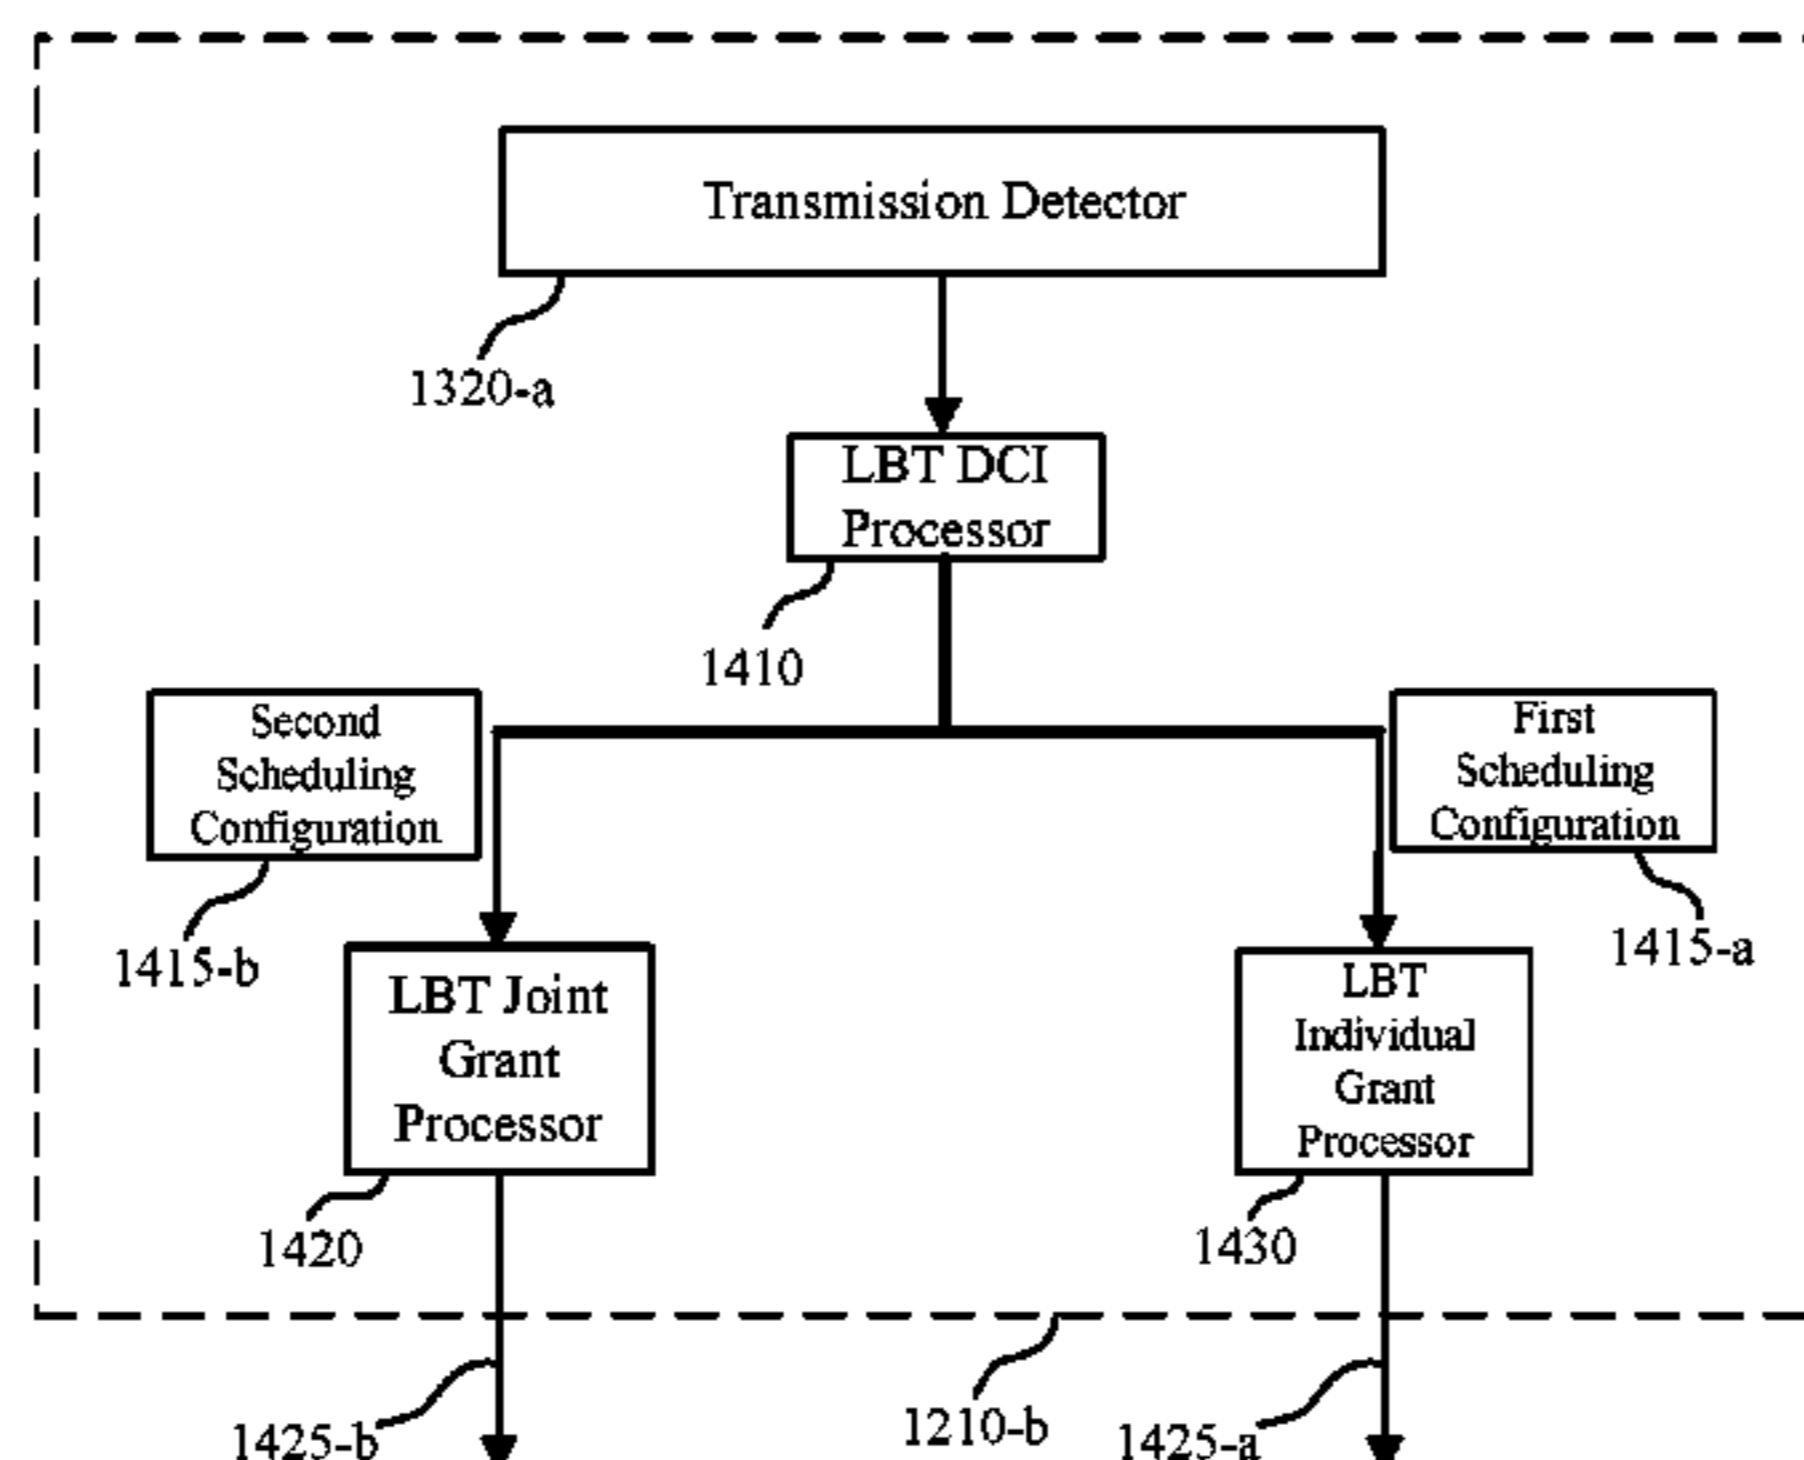 Transmission Detector
1320-a
LBT DCI
Processor
1410
Second
Scheduling
Configuration
First
Scheduling
Configuration
1415-b
1415-a
LBT Joint
Grant
Processor
LBT
Individual
Grant
Processor
1420
1430
1425-b
1210-b
1425-a